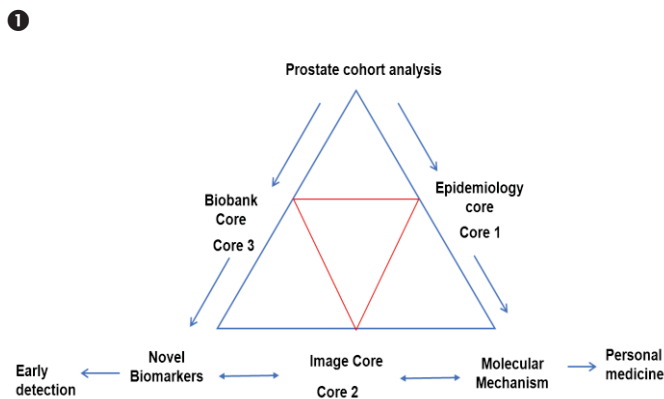 ❶
Prostate cohort analysis
Biobank
Core
Core 3
Epidemiology
core
Core 1
Early
detection
Novel
Biomarkers
Image Core
Core 2
Molecular
Mechanism
Personal
medicine